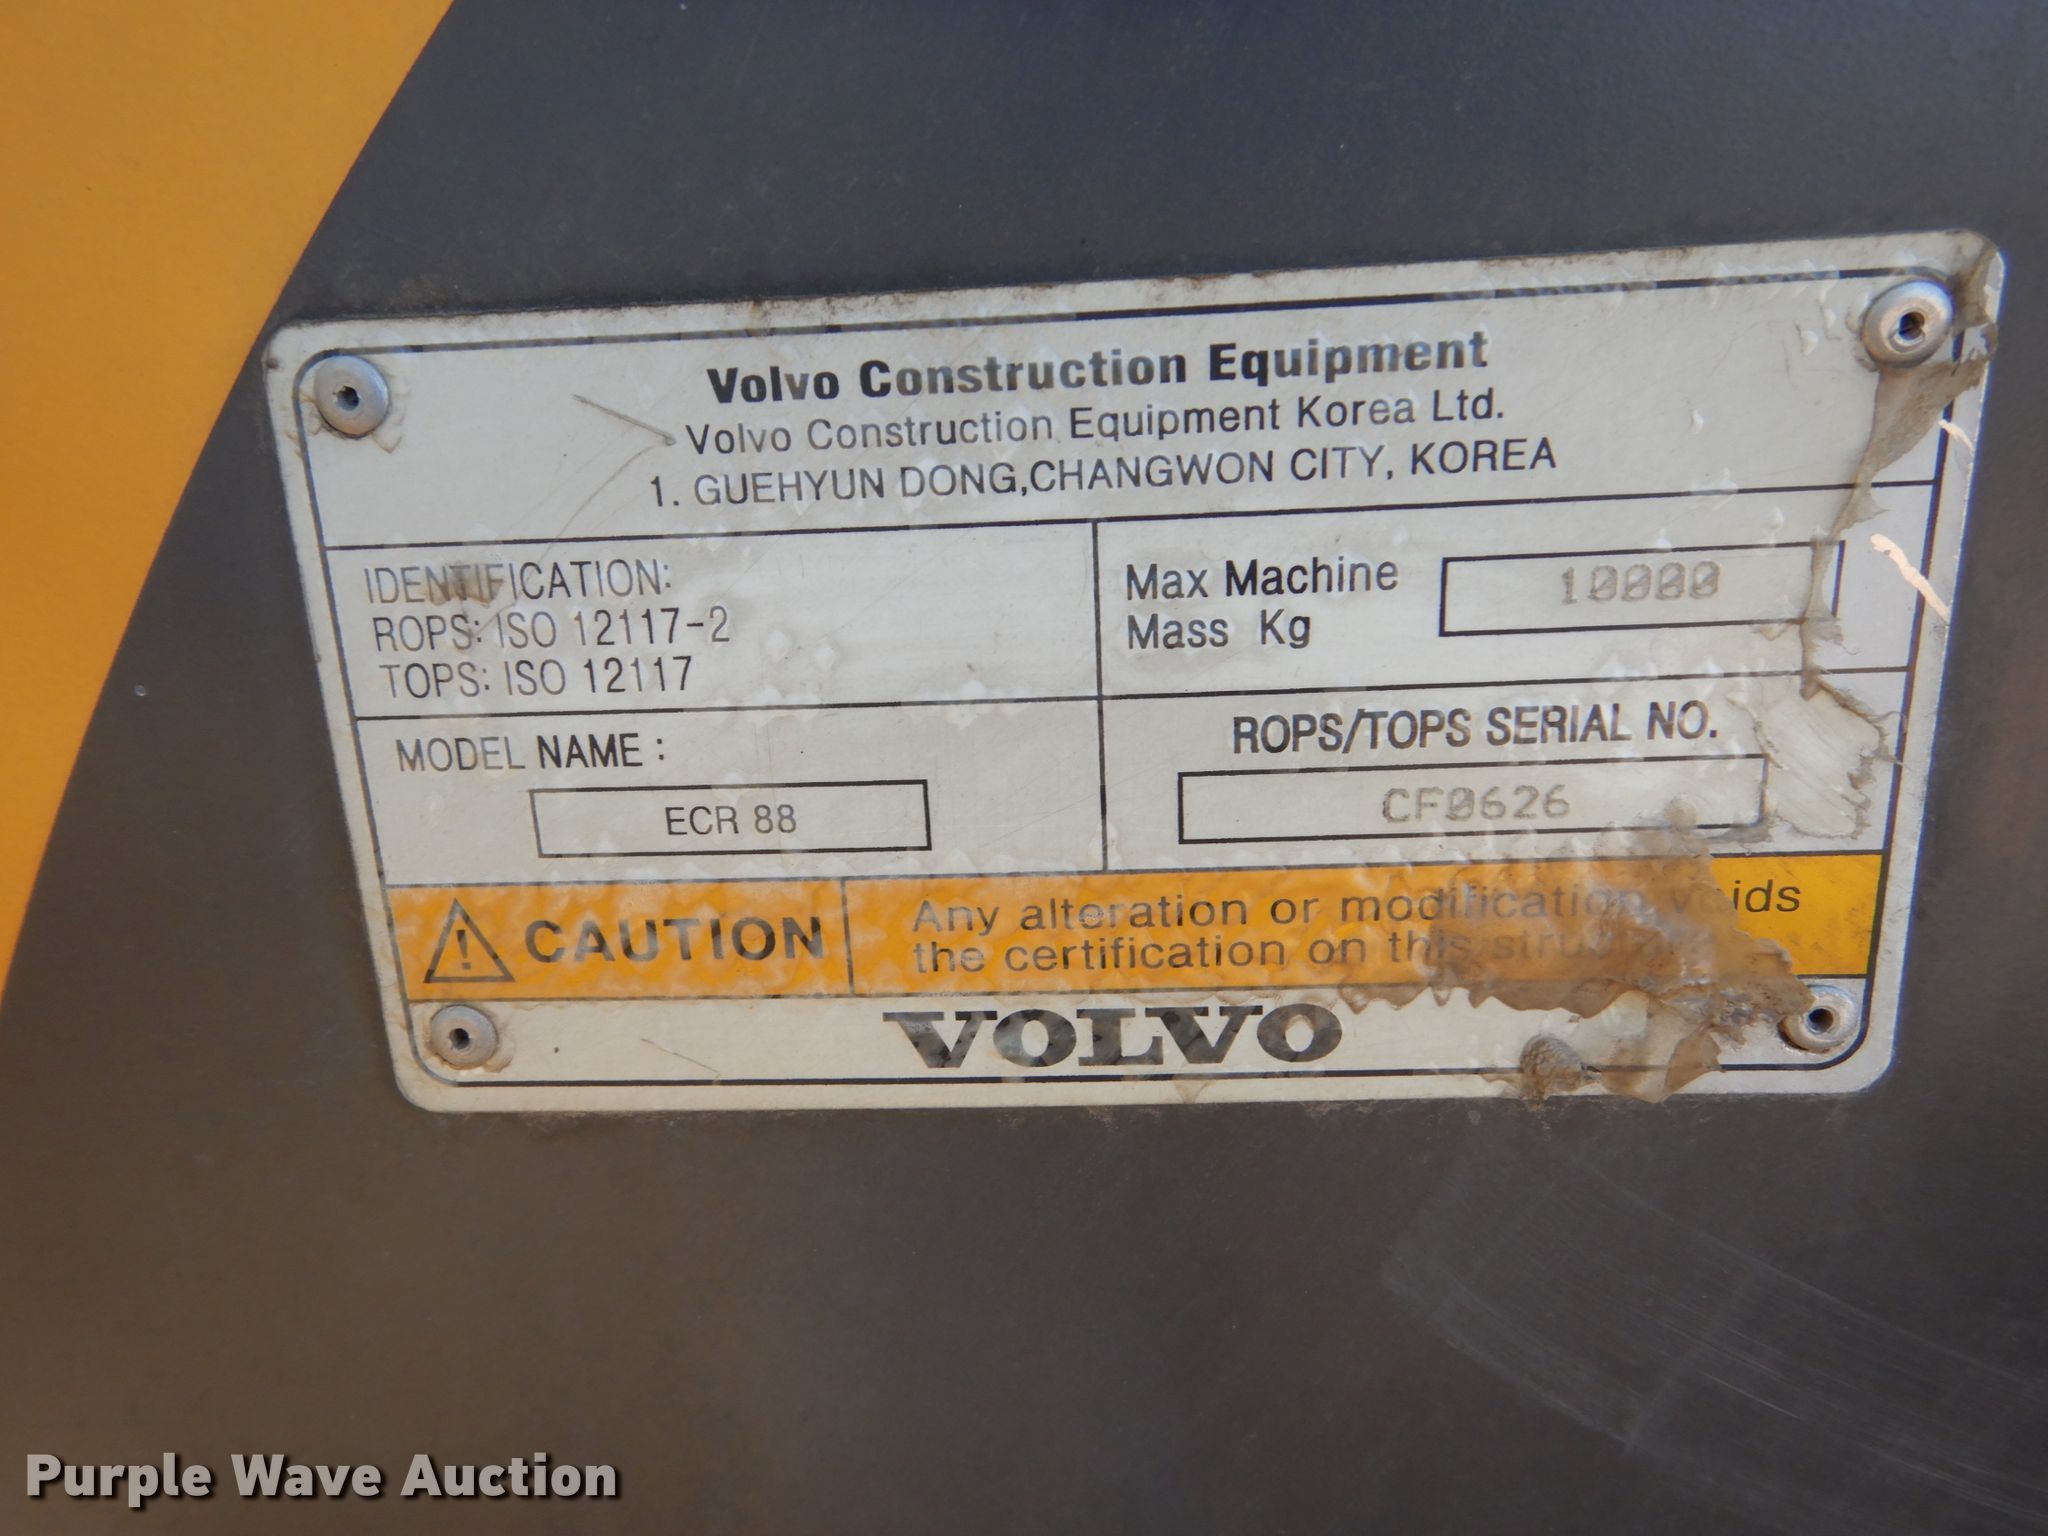 Volvo Construction Equipment
Volvo Construction Equipment Korea Ltd.
1. GUEHYUN DONG,CHANGWON CITY, KOREA
IDENTIFICATION:
ROPS: ISO 12117-2
TOPS: ISO 12117
Max Machine
Mass Kg
10000
MODEL NAME :
ECR 88
ROPS/TOPS SERIAL NO.
CF0626
CAUTION
Any alteration or modification voids
the certification on this
VOLVO
Purple Wave Auction